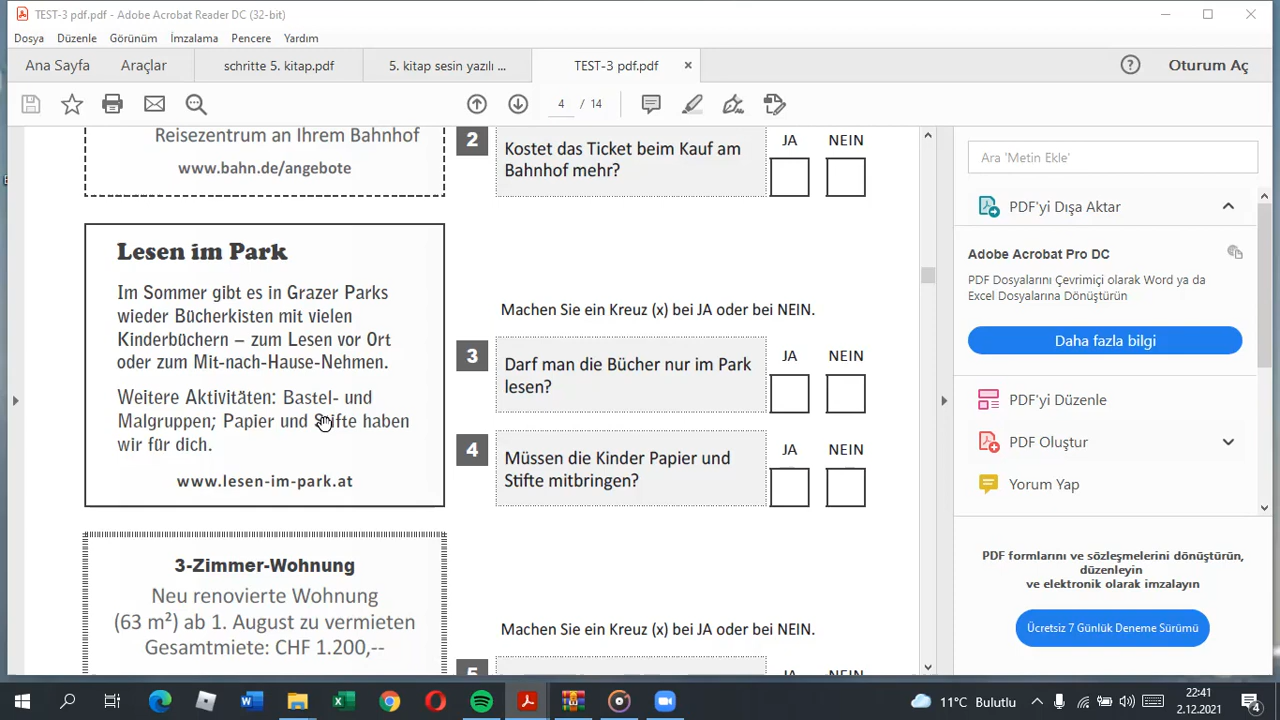 TEST-3 pdf.pdf - Adobe Acrobat Reader DC (32-bit)
Dosya Düzenle Görünüm İmzalama Pencere Yardım
Ana Sayfa Araçlar schritte 5. kitap.pdf 5. kitap sesin yazılı ... TEST-3 pdf.pdf × Oturum Aç
4 / 14
Reisezentrum an Ihrem Bahnhof
www.bahn.de/angebote
2 Kostet das Ticket beim Kauf am
Bahnhof mehr?
JA NEIN
Lesen im Park
Im Sommer gibt es in Grazer Parks
wieder Bücherkisten mit vielen
Kinderbüchern – zum Lesen vor Ort
oder zum Mit-nach-Hause-Nehmen.
Weitere Aktivitäten: Bastel- und
Malgruppen; Papier und Stifte haben
wir für dich.
www.lesen-im-park.at
Machen Sie ein Kreuz (x) bei JA oder bei NEIN.
3 Darf man die Bücher nur im Park
lesen?
JA NEIN
4 Müssen die Kinder Papier und
Stifte mitbringen?
JA NEIN
3-Zimmer-Wohnung
Neu renovierte Wohnung
(63 m²) ab 1. August zu vermieten
Gesamtmiete: CHF 1.200,--
Machen Sie ein Kreuz (x) bei JA oder bei NEIN.
5
JA NEIN
Ara 'Metin Ekle'
PDF'yi Dışa Aktar
Adobe Acrobat Pro DC
PDF Dosyalarını Çevrimiçi olarak Word ya da
Excel Dosyalarına Dönüştürün
Daha fazla bilgi
PDF'yi Düzenle
PDF Oluştur
Yorum Yap
PDF formlarını ve sözleşmelerini dönüştürün,
düzenleyin
ve elektronik olarak imzalayın
Ücretsiz 7 Günlük Deneme Sürümü
11°C Bulutlu
22:41
2.12.2021
4